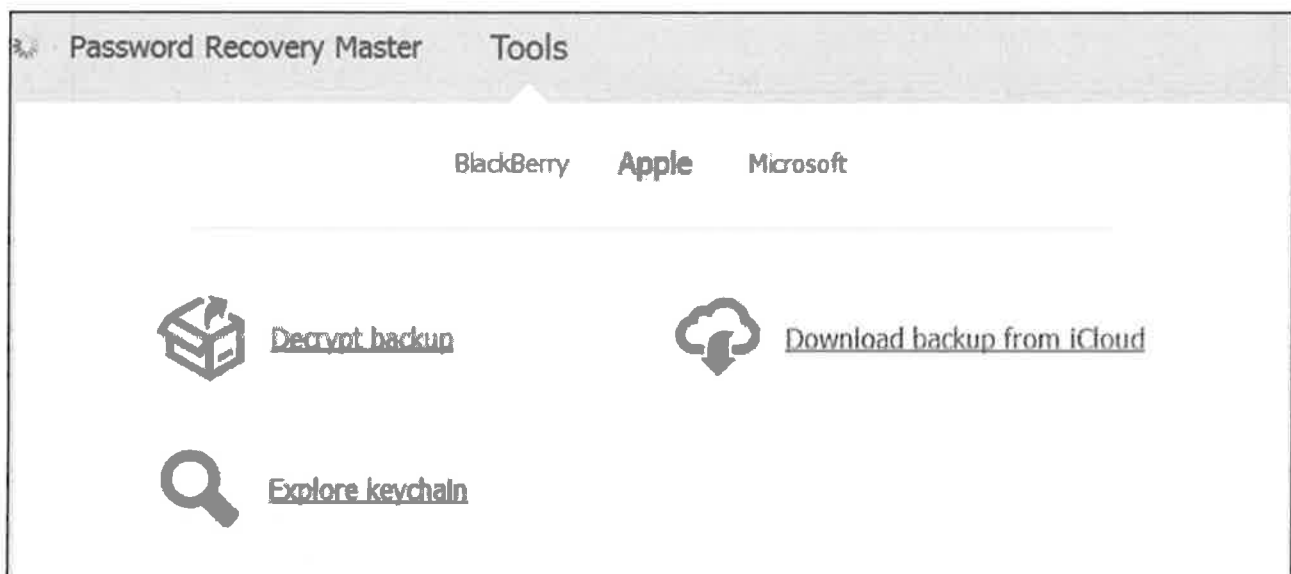 Password Recovery Master Tools
BlackBerry Apple Microsoft
Decrypt backup Download backup from iCloud
Explore keychain